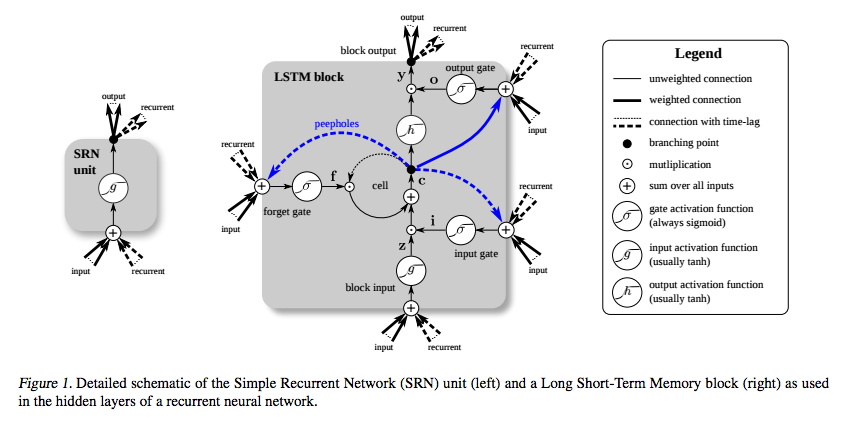 output
recurrent
SRN
unit
g
input
recurrent
output
recurrent
block output
LSTM block
y
o
output gate
σ
recurrent
input
h
peepholes
recurrent
f
σ
cell
c
forget gate
input
recurrent
i
σ
z
input gate
g
block input
input
input
recurrent
Legend
unweighted connection
weighted connection
connection with time-lag
branching point
mutliplication
sum over all inputs
σ
gate activation function
(always sigmoid)
g
input activation function
(usually tanh)
h
output activation function
(usually tanh)
Figure 1. Detailed schematic of the Simple Recurrent Network (SRN) unit (left) and a Long Short-Term Memory block (right) as used
in the hidden layers of a recurrent neural network.